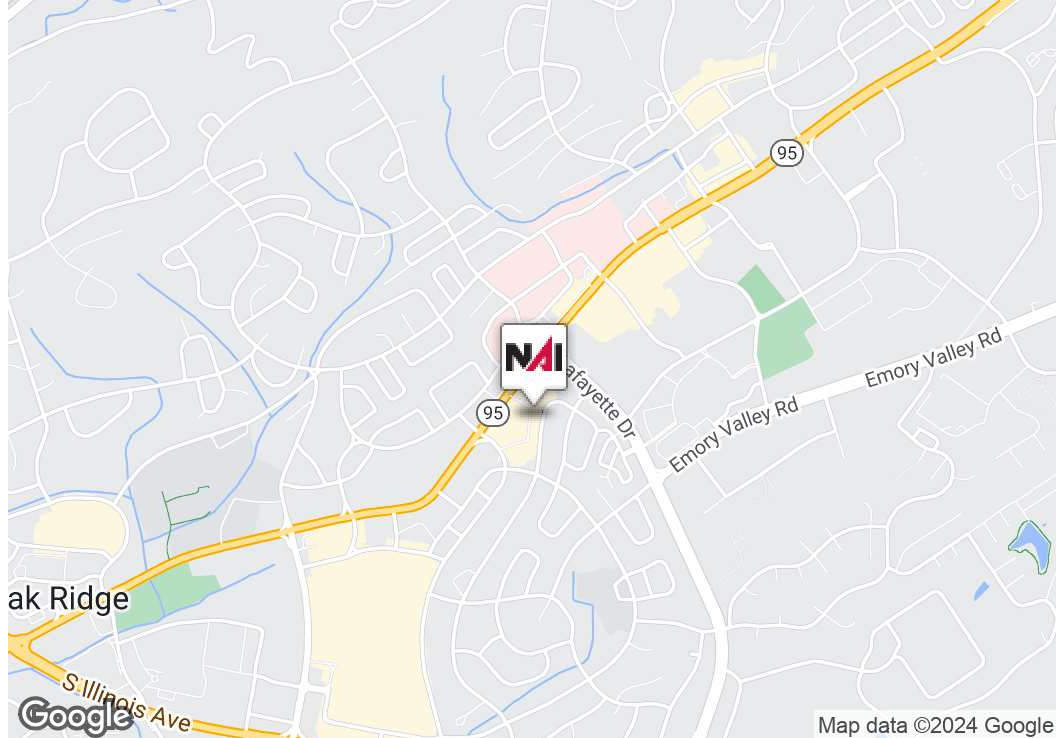 95
NAI
Lafayette Dr
Emory Valley Rd
95
Emory Valley Rd
ak Ridge
S Illinois Ave
Google
Map data ©2024 Google